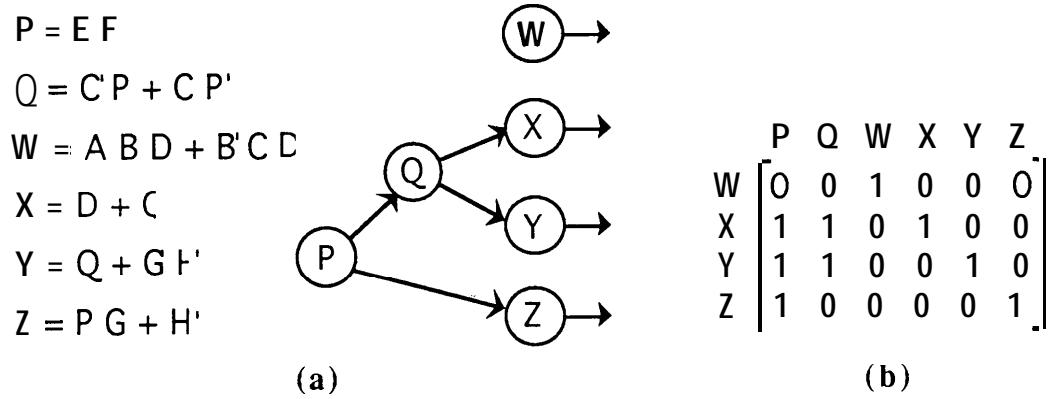 P = E F
Q = C'P + C P'
W = A B D + B'C D
X = D +
Y = Q + G H'
Z = P G + H'
W
X
Q
Y
P
Z
(a)
P Q W X Y Z
W 0 0 1 0 0 0
X 1 1 0 1 0 0
Y 1 1 0 0 1 0
Z 1 0 0 0 0 1
(b)